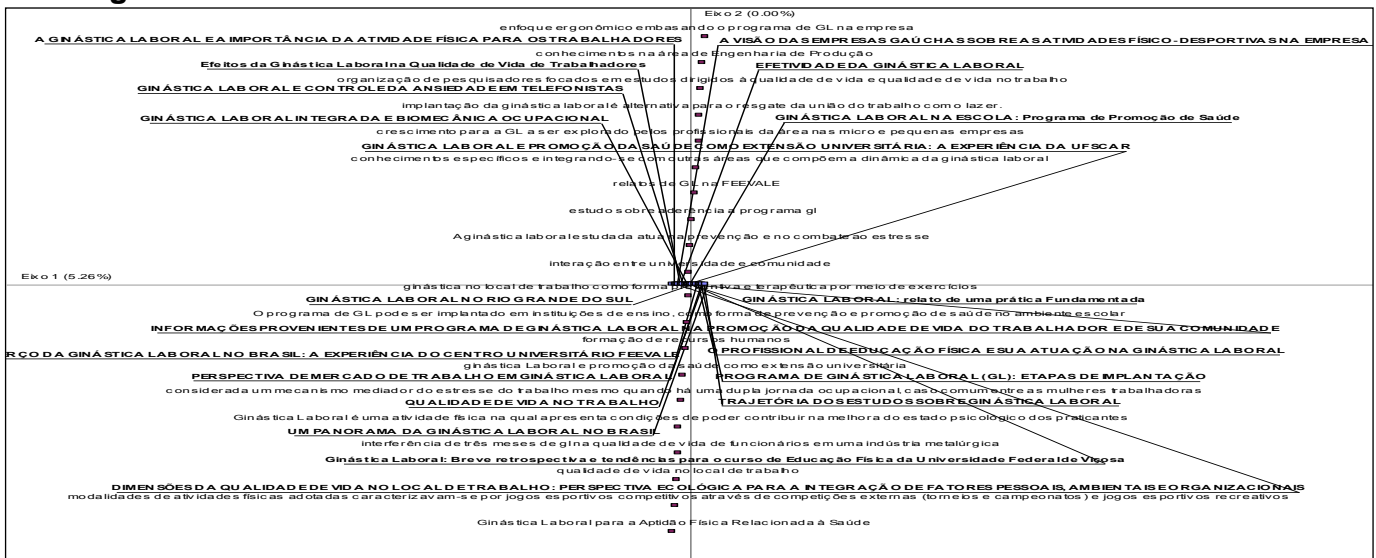 Eixo 2 (0.00%)
enfoque ergonômico embasando o programa de GL na empresa
A GINÁSTICA LABORAL E A IMPORTÂNCIA DA ATIVIDADE FÍSICA PARA OS TRABALHADORES
A VISÃO DAS EMPRESAS GAÚCHAS SOBRE AS ATIVIDADES FÍSICO-DESPORTIVAS NA EMPRESA
conhecimentos na área de Engenharia de Produção
Efeitos da Ginástica Laboral na Qualidade de Vida de Trabalhadores
EFETIVIDADE DA GINÁSTICA LABORAL
organização de pesquisadores focados em estudos dirigidos à qualidade de vida e qualidade de vida no trabalho
GINÁSTICA LABORAL E CONTROLE DA ANSIEDADE EM TELEFONISTAS
implantação da ginástica laboral é alternativa para o resgate da união do trabalho com o lazer.
GINÁSTICA LABORAL INTEGRADA E BIOMECÂNICA OCUPACIONAL
GINÁSTICA LABORAL NA ESCOLA: Programa de Promoção de Saúde
crescimento para a GL a ser explorado pelos profissionais da área nas micro e pequenas empresas
GINÁSTICA LABORAL E PROMOÇÃO DA SAÚDE COMO EXTENSÃO UNIVERSITÁRIA: A EXPERIÊNCIA DA UFSCAR
conhecimentos específicos e integrando-se com outras áreas que compõem a dinâmica da ginástica laboral
relatos de GL na FEEVALE
estudo sobre aderência a programa gl
A ginástica laboral estudada atua na prevenção e no combate ao estresse
interação entre universidade e comunidade
Eixo 1 (5.26%)
ginástica no local de trabalho como forma preventiva e terapêutica por meio de exercícios
GINÁSTICA LABORAL NO RIO GRANDE DO SUL
GINÁSTICA LABORAL: relato de uma prática Fundamentada
O programa de GL pode ser implantado em instituições de ensino, como forma de prevenção e promoção de saúde no ambiente escolar
INFORMAÇÕES PROVENIENTES DE UM PROGRAMA DE GINÁSTICA LABORAL NA PROMOÇÃO DA QUALIDADE DE VIDA DO TRABALHADOR E DE SUA COMUNIDADE
formação de recursos humanos
RÇO DA GINÁSTICA LABORAL NO BRASIL: A EXPERIÊNCIA DO CENTRO UNIVERSITÁRIO FEEVALE
O PROFISSIONAL DE EDUCAÇÃO FÍSICA E SUA ATUAÇÃO NA GINÁSTICA LABORAL
ginástica Laboral e promoção da saúde como extensão universitária
PERSPECTIVA DE MERCADO DE TRABALHO EM GINÁSTICA LABORAL
PROGRAMA DE GINÁSTICA LABORAL (GL): ETAPAS DE IMPLANTAÇÃO
considerada um mecanismo mediador do estresse do trabalho mesmo quando há uma dupla jornada ocupacional, caso comum entre as mulheres trabalhadoras
QUALIDADE DE VIDA NO TRABALHO
TRAJETÓRIA DOS ESTUDOS SOBRE GINÁSTICA LABORAL
Ginástica Laboral é uma atividade física na qual apresenta condições de poder contribuir na melhora do estado psicológico dos praticantes
UM PANORAMA DA GINÁSTICA LABORAL NO BRASIL
interferência de três meses de gl na qualidade de vida de funcionários em uma indústria metalúrgica
Ginástica Laboral: Breve retrospectiva e tendências para o curso de Educação Física da Universidade Federal de Viçosa
qualidade de vida no local de trabalho
DIMENSÕES DA QUALIDADE DE VIDA NO LOCAL DE TRABALHO: PERSPECTIVA ECOLÓGICA PARA A INTEGRAÇÃO DE FATORES PESSOAIS, AMBIENTAIS E ORGANIZACIONAIS
modalidades de atividades físicas adotadas caracterizavam-se por jogos esportivos competitivos através de competições externas (torneios e campeonatos) e jogos esportivos recreativos
Ginástica Laboral para a Aptidão Física Relacionada à Saúde